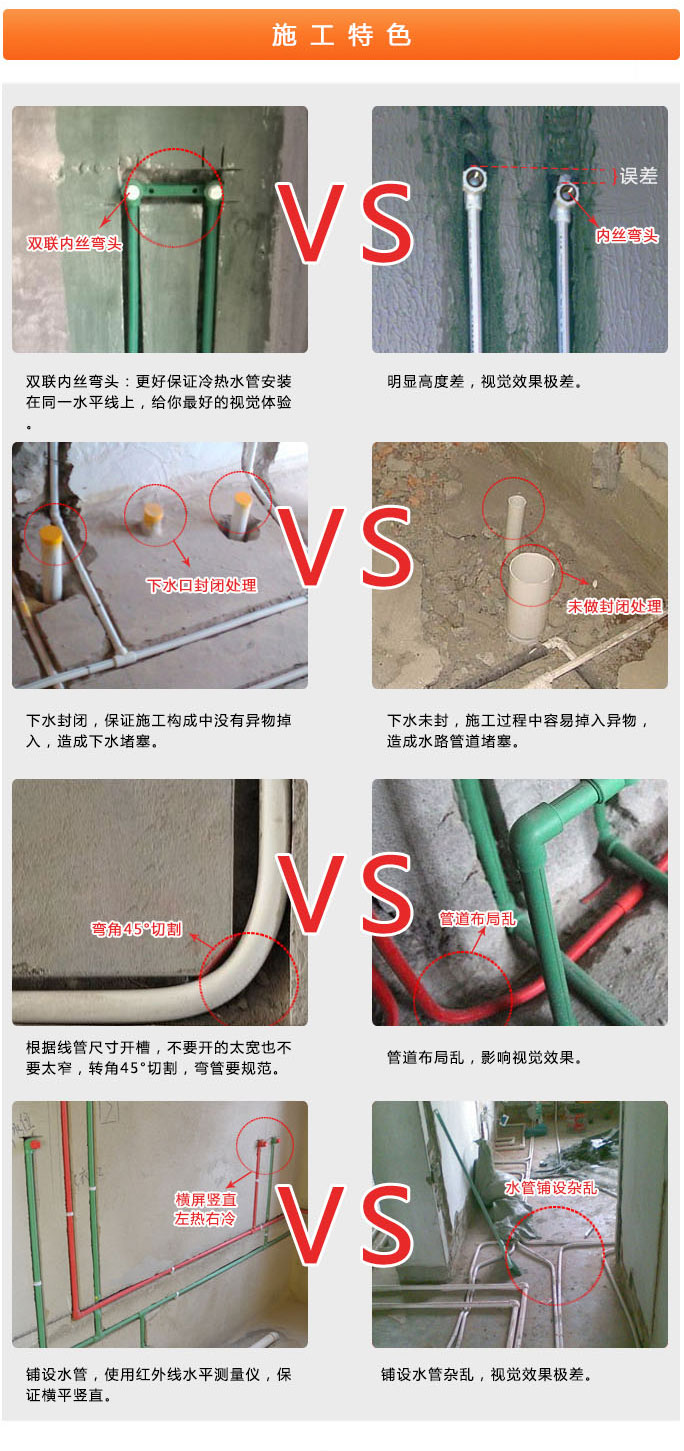 施工特色
双联内丝弯头
VS
误差
内丝弯头
双联内丝弯头：更好保证冷热水管安装
在同一水平线上，给你最好的视觉体验
。
明显高度差，视觉效果极差。
下水口封闭处理
VS
未做封闭处理
下水封闭，保证施工构成中没有异物掉
入，造成下水堵塞。
下水未封，施工过程中容易掉入异物，
造成水路管道堵塞。
弯角45°切割
VS
管道布局乱
根据线管尺寸开槽，不要开的太宽也不
要太窄，转角45°切割，弯管要规范。
管道布局乱，影响视觉效果。
横屏竖直
左热右冷
VS
水管铺设杂乱
铺设水管，使用红外线水平测量仪，保
证横平竖直。
铺设水管杂乱，视觉效果极差。